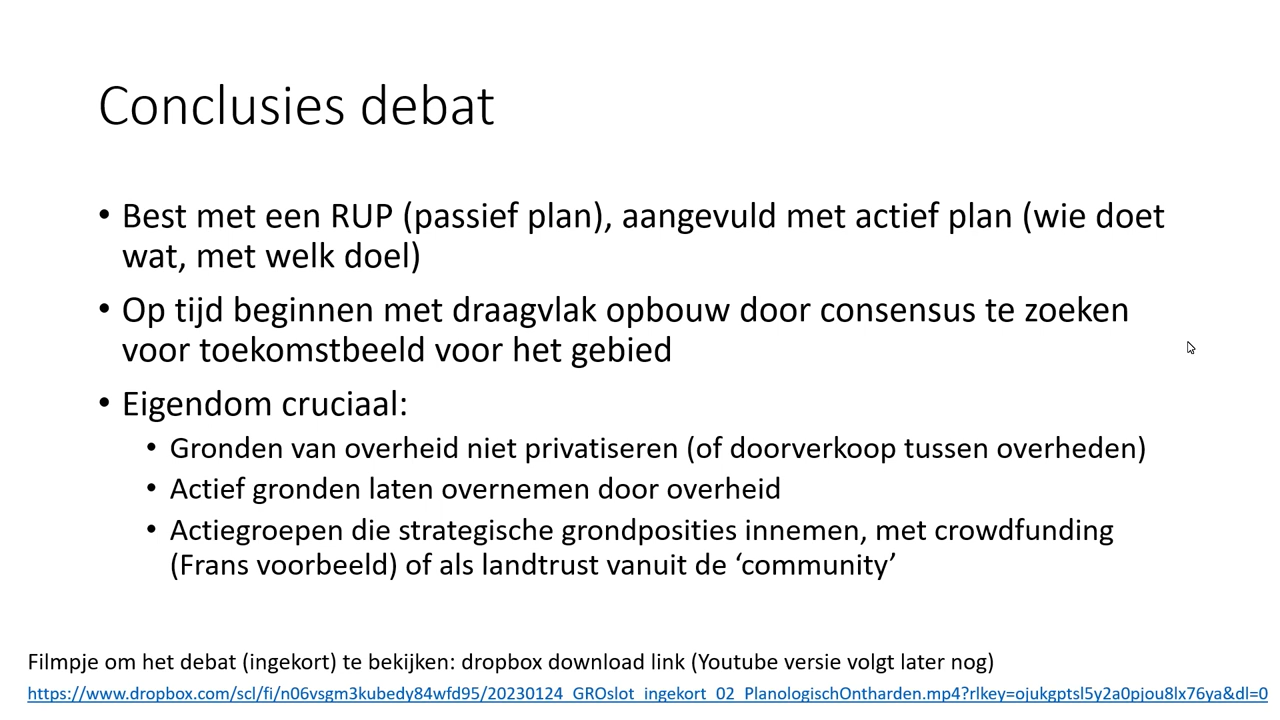 Conclusies debat
• Best met een RUP (passief plan), aangevuld met actief plan (wie doet
wat, met welk doel)
• Op tijd beginnen met draagvlak opbouw door consensus te zoeken
voor toekomstbeeld voor het gebied
• Eigendom cruciaal:
• Gronden van overheid niet privatiseren (of doorverkoop tussen overheden)
• Actief gronden laten overnemen door overheid
• Actiegroepen die strategische grondposities innemen, met crowdfunding
(Frans voorbeeld) of als landtrust vanuit de ‘community’
Filmpje om het debat (ingekort) te bekijken: dropbox download link (Youtube versie volgt later nog)
https://www.dropbox.com/scl/fi/n06vsgm3kubedy84wfd95/20230124_GROslot_ingekort_02_PlanologischOntharden.mp4?rlkey=ojukgptsl5y2a0pjou8lx76ya&dl=0